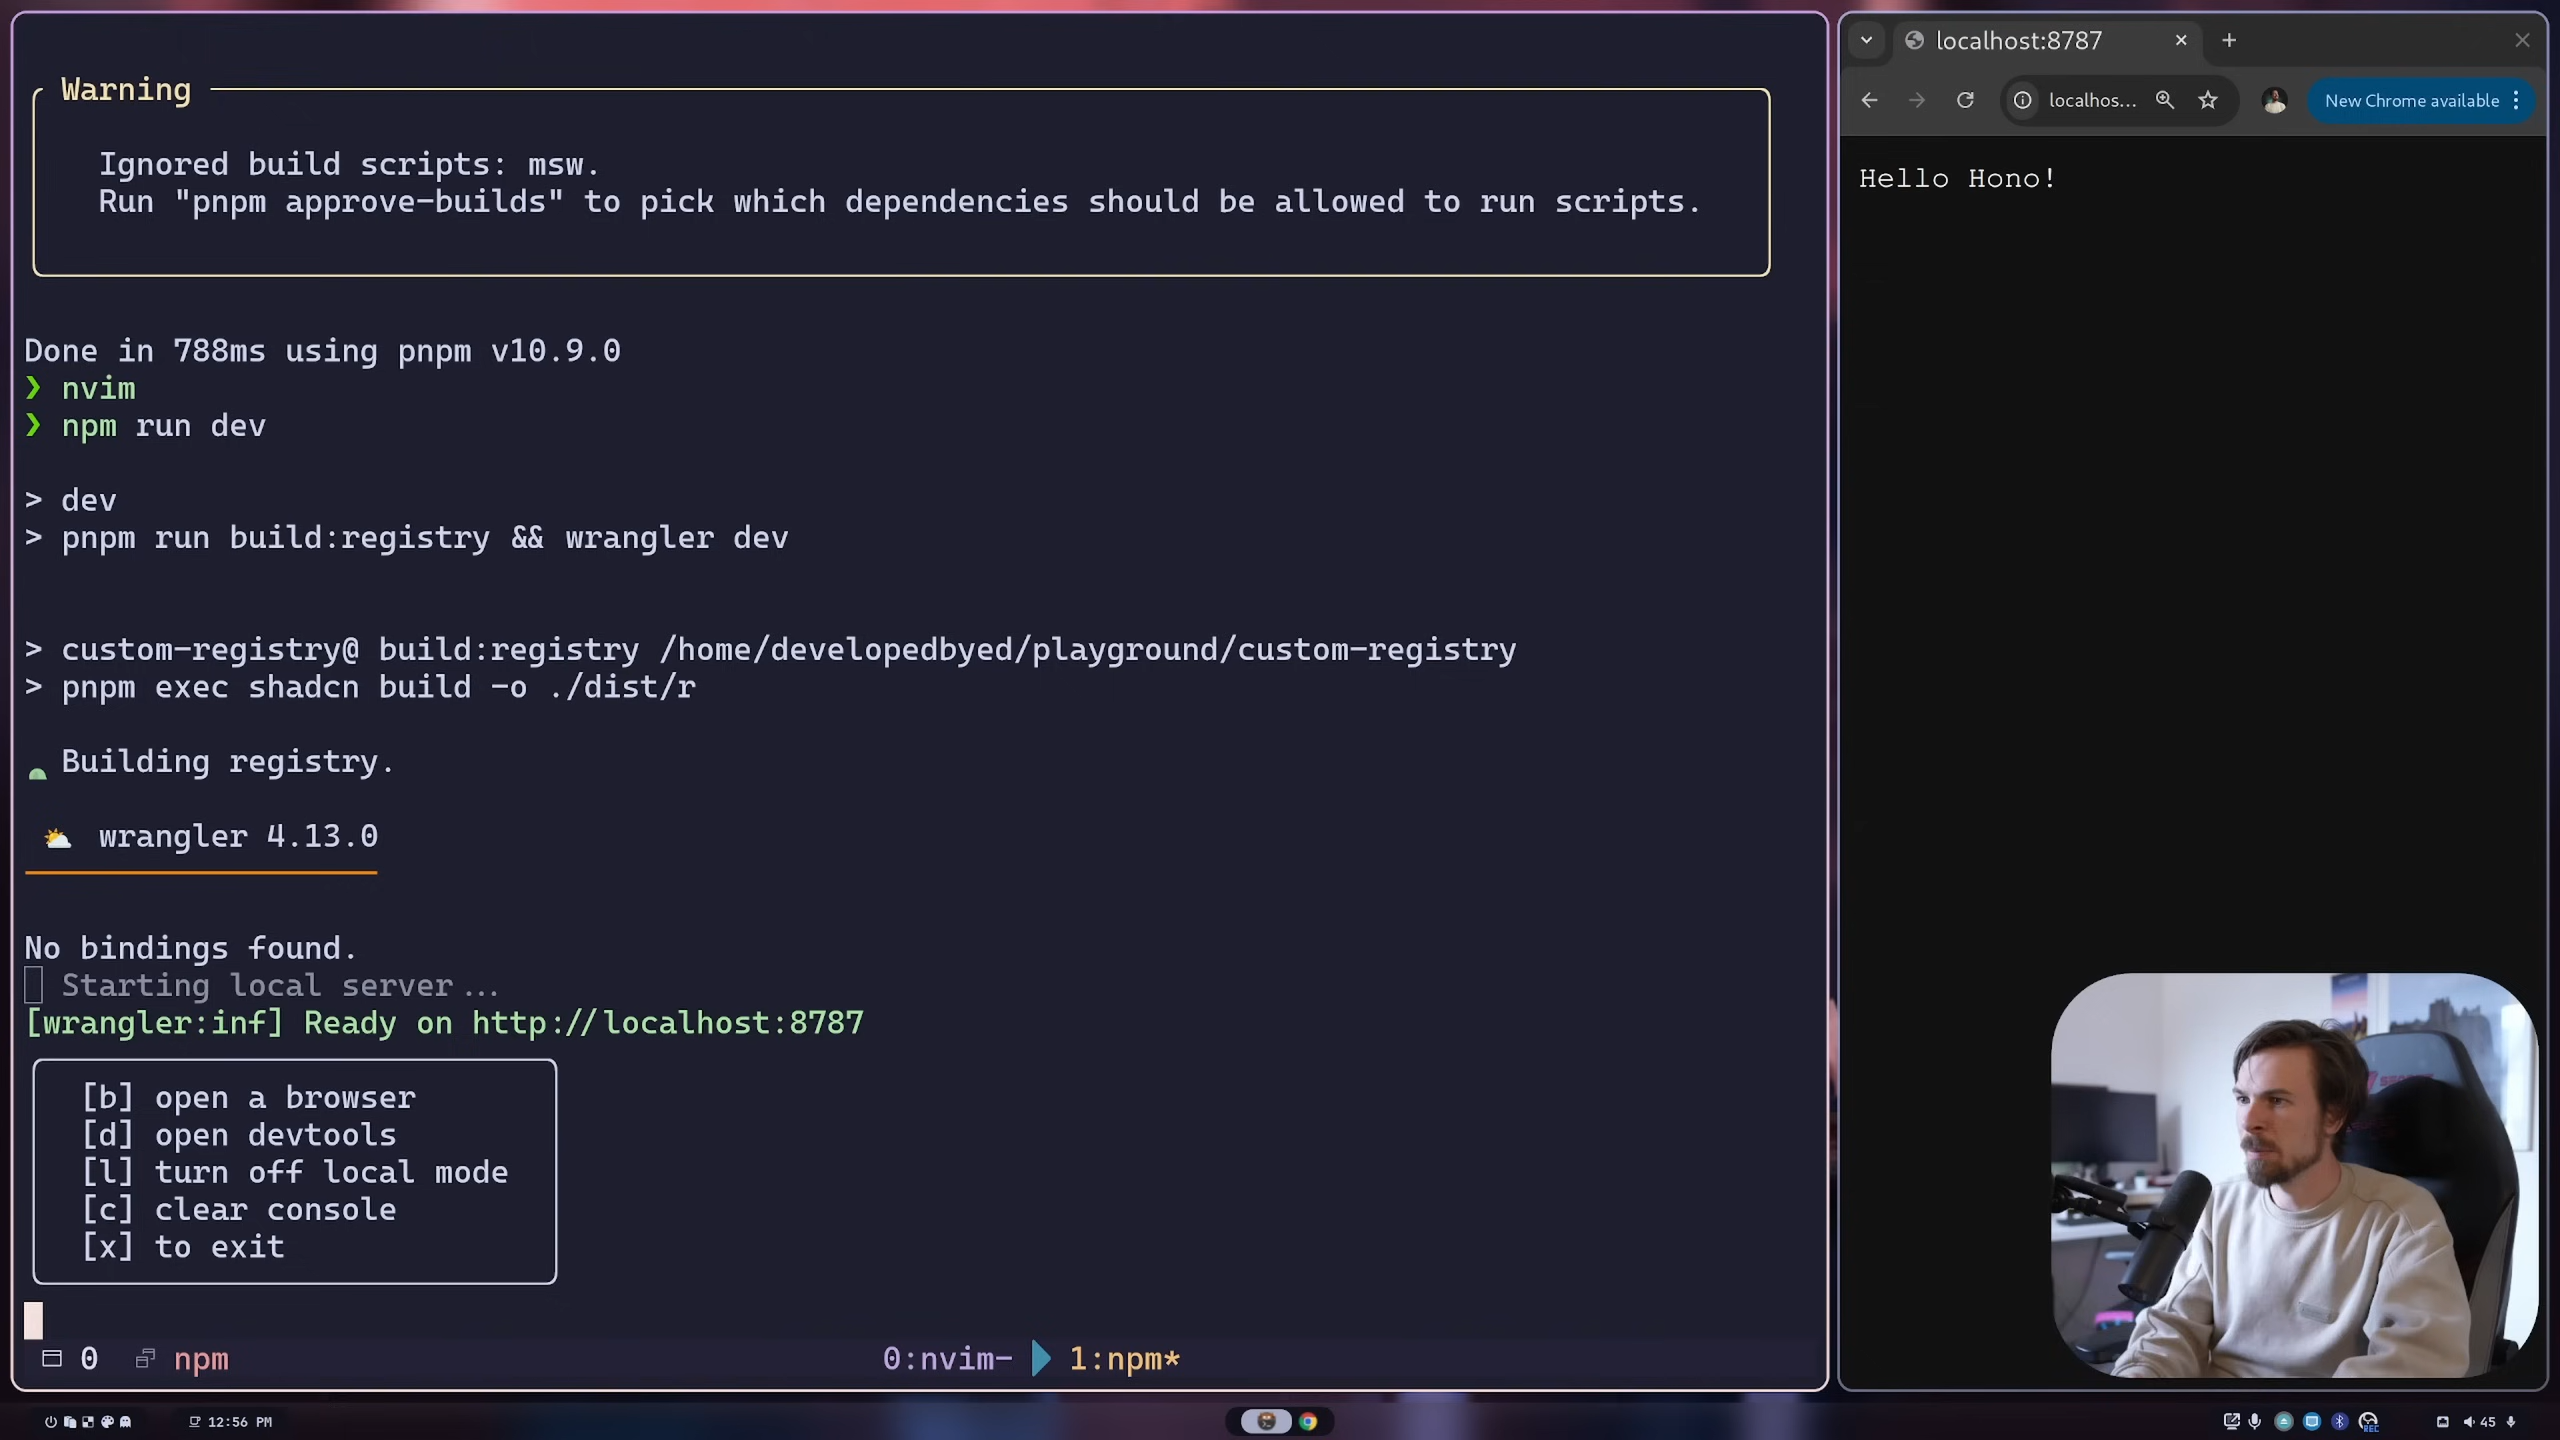 Warning
Ignored build scripts: msw.
Run "pnpm approve-builds" to pick which dependencies should be allowed to run scripts.
Done in 788ms using pnpm v10.9.0
❯ nvim
❯ npm run dev
> dev
> pnpm run build:registry && wrangler dev
> custom-registry@ build:registry /home/developedbyed/playground/custom-registry
> pnpm exec shadcn build -o ./dist/r
Building registry.
⛅ wrangler 4.13.0
No bindings found.
Starting local server...
[wrangler:inf] Ready on http://localhost:8787
[b] open a browser
[d] open devtools
[l] turn off local mode
[c] clear console
[x] to exit
0 npm 0:nvim- 1:npm*
12:56 PM
45
localhost:8787
localhos...
New Chrome available
Hello Hono!